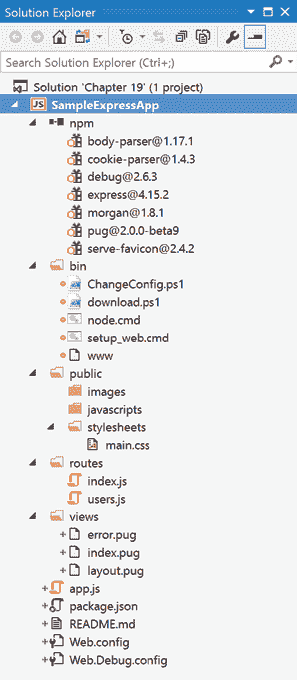 Solution Explorer
Search Solution Explorer (Ctrl+;)
Solution 'Chapter 19' (1 project)
SampleExpressApp
npm
body-parser@1.17.1
cookie-parser@1.4.3
debug@2.6.3
express@4.15.2
morgan@1.8.1
pug@2.0.0-beta9
serve-favicon@2.4.2
bin
ChangeConfig.ps1
download.ps1
node.cmd
setup_web.cmd
www
public
images
javascripts
stylesheets
main.css
routes
index.js
users.js
views
error.pug
index.pug
layout.pug
app.js
package.json
README.md
Web.config
Web.Debug.config